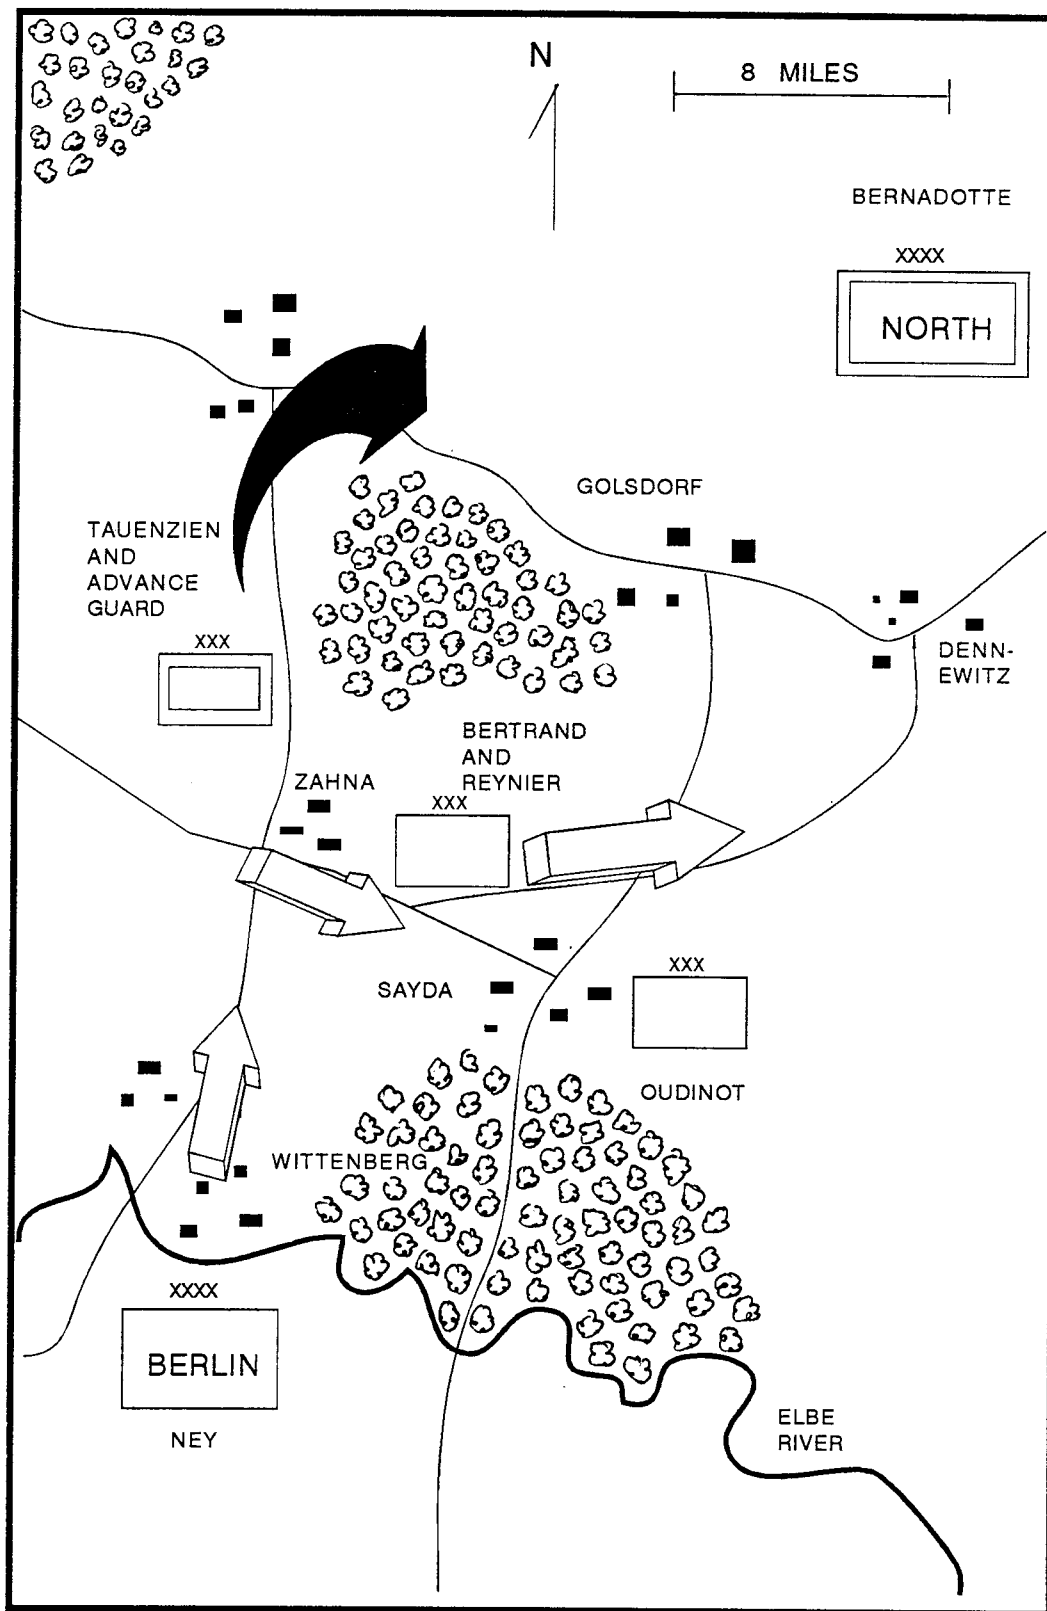 N
8 MILES
BERNADOTTE
XXXX
NORTH
GOLSDORF
TAUENZIEN
AND
ADVANCE
GUARD
XXX
DENN-
EWITZ
BERTRAND
AND
REYNIER
XXX
ZAHNA
XXX
SAYDA
OUDINOT
WITTENBERG
XXXX
BERLIN
NEY
ELBE
RIVER